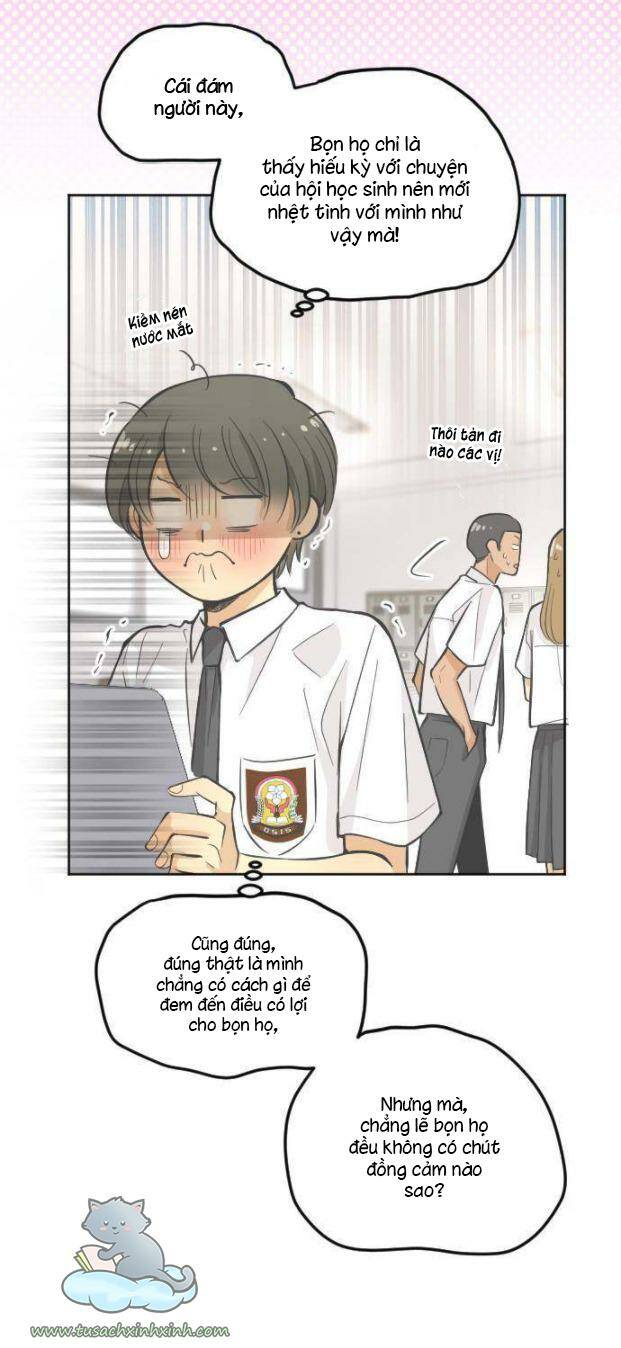 Cái đám
người này,
Bọn họ chỉ là
thấy hiếu kỳ với chuyện
của hội học sinh nên mới
nhệt tình với mình như
vậy mà!
Kiềm nén
nước mắt
Thôi tản đi
nào các vị!
OSIS
Cũng đúng,
đúng thật là mình
chẳng có cách gì để
đem đến điều có lợi
cho bọn họ,
Nhưng mà,
chẳng lẽ bọn họ
đều không có chút
đồng cảm nào
sao?
www.tusachxinhxinh.com